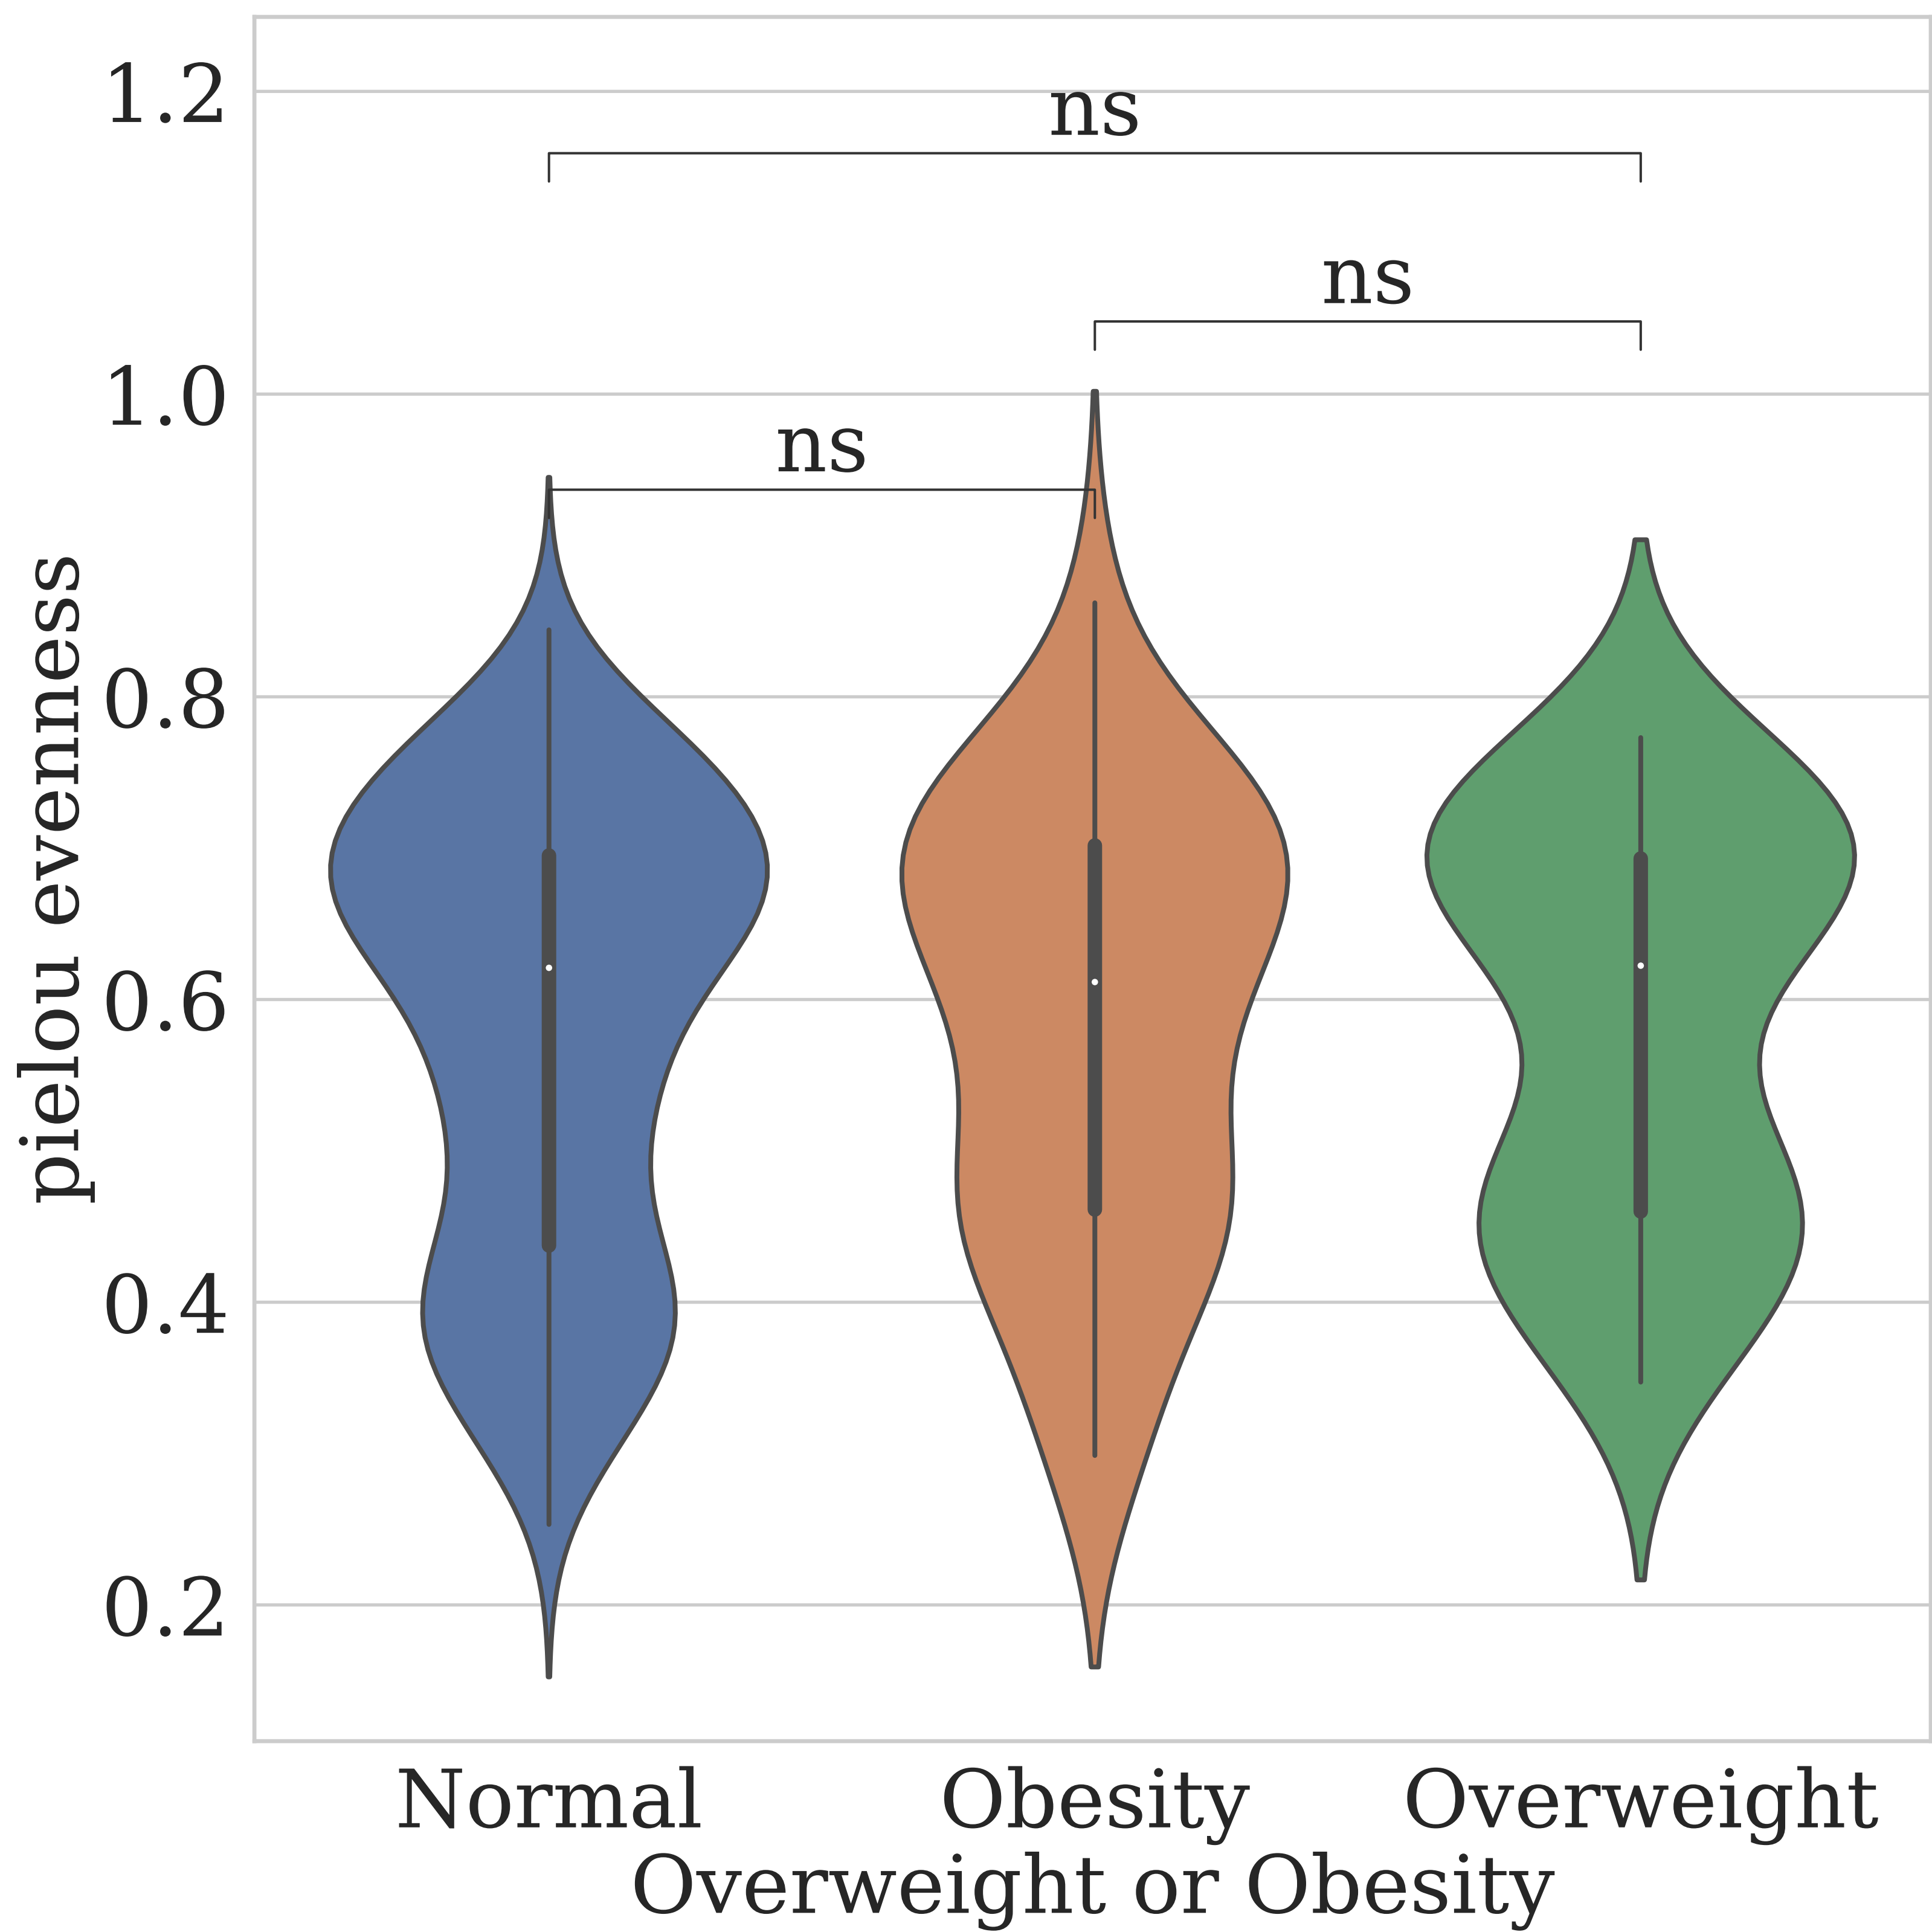 1.2
ns
ns
1.0
ns
0.8
0.6
0.4
0.2
pielou evenness
Normal Obesity Overweight
Overweight or Obesity